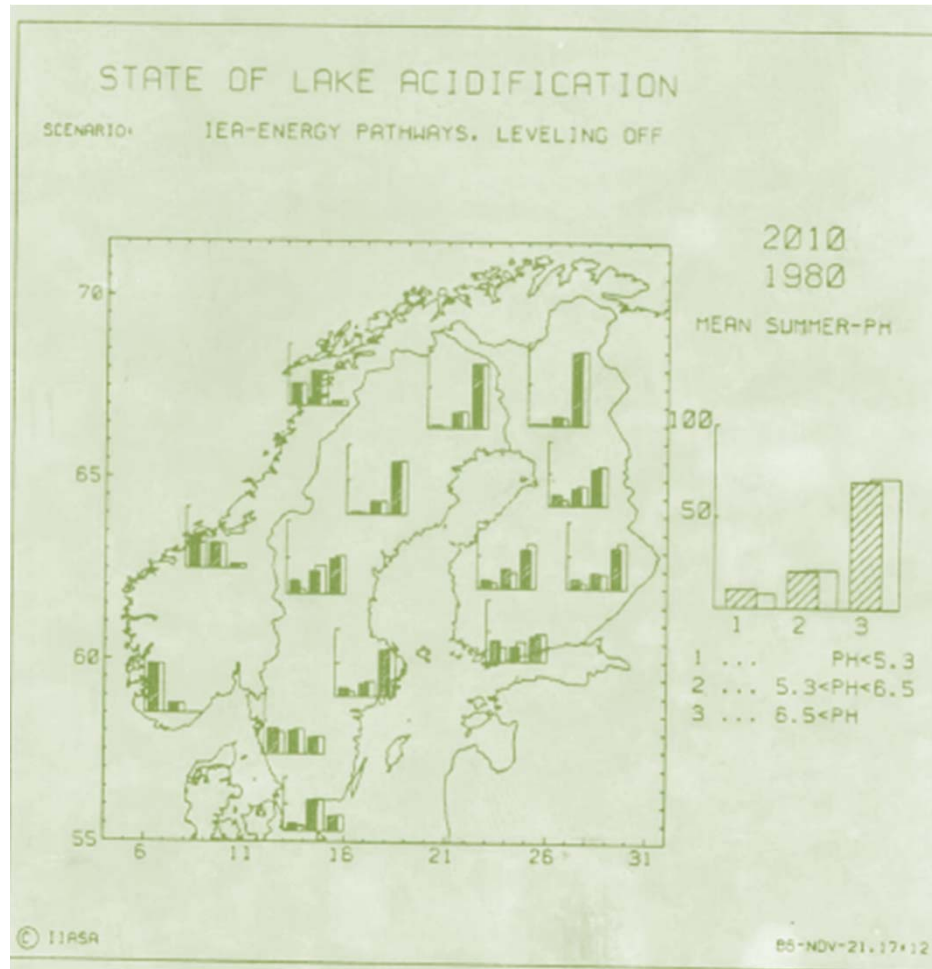 STATE OF LAKE ACIDIFICATION
SCENARIO: IEA-ENERGY PATHWAYS. LEVELING OFF
2010
1980
MEAN SUMMER-PH
70
65
60
55
6 11 16 21 26 31
100
50
1 2 3
1 ... PH<5.3
2 ... 5.3<PH<6.5
3 ... 6.5<PH
© IIASA
85-NOV-21.17:12